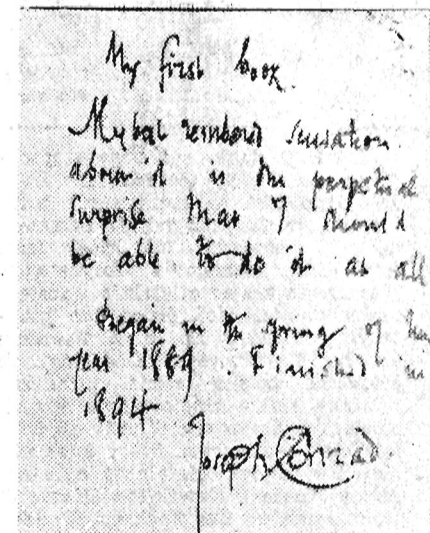 My first book.
My best remembered sensation
about it is the perpetual
surprise that I should
be able to do it at all
Began in the spring of the
year 1889. Finished in
1894
Joseph Conrad.